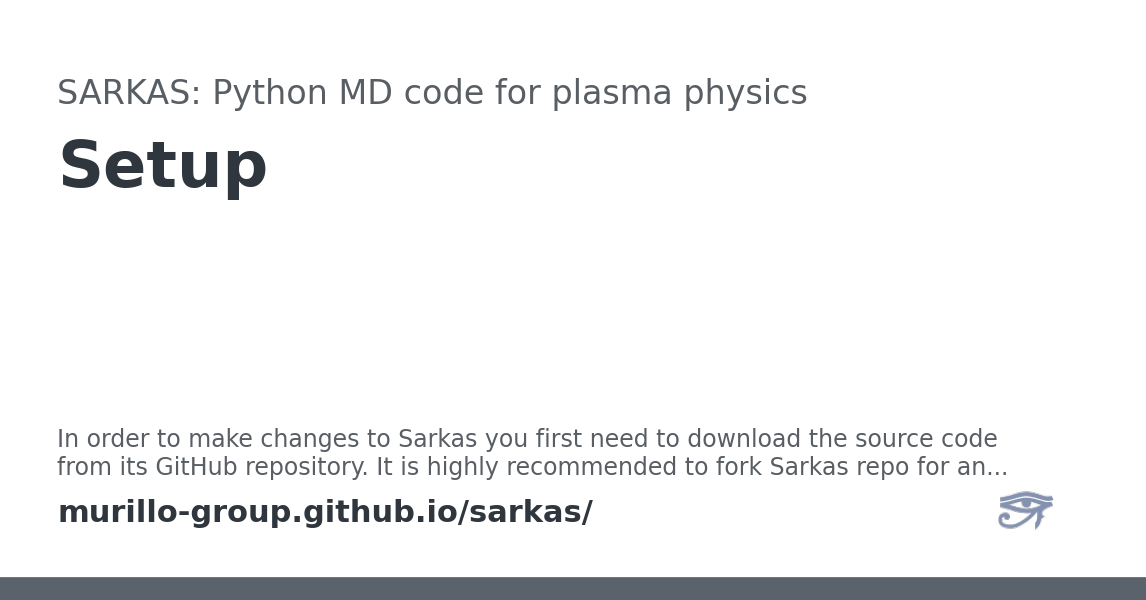 SARKAS: Python MD code for plasma physics
Setup
In order to make changes to Sarkas you first need to download the source code
from its GitHub repository. It is highly recommended to fork Sarkas repo for an...
murillo-group.github.io/sarkas/